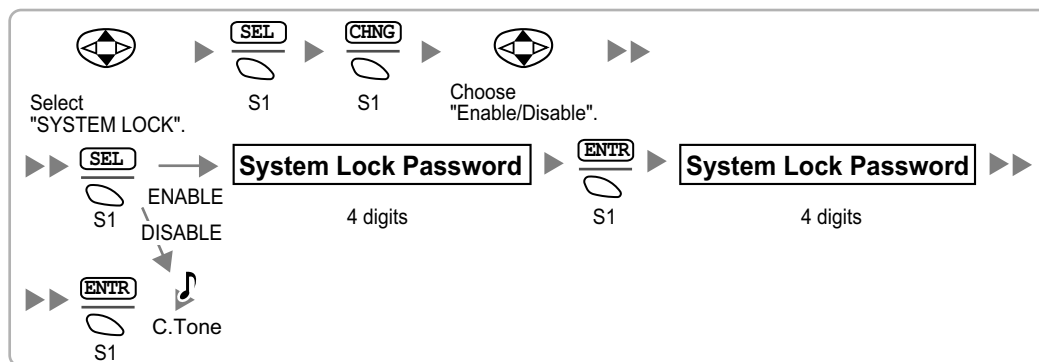 SEL
CHNG
S1
S1
Select
"SYSTEM LOCK".
Choose
"Enable/Disable".
SEL
S1
ENABLE
DISABLE
System Lock Password
4 digits
ENTR
S1
System Lock Password
4 digits
ENTR
S1
C.Tone